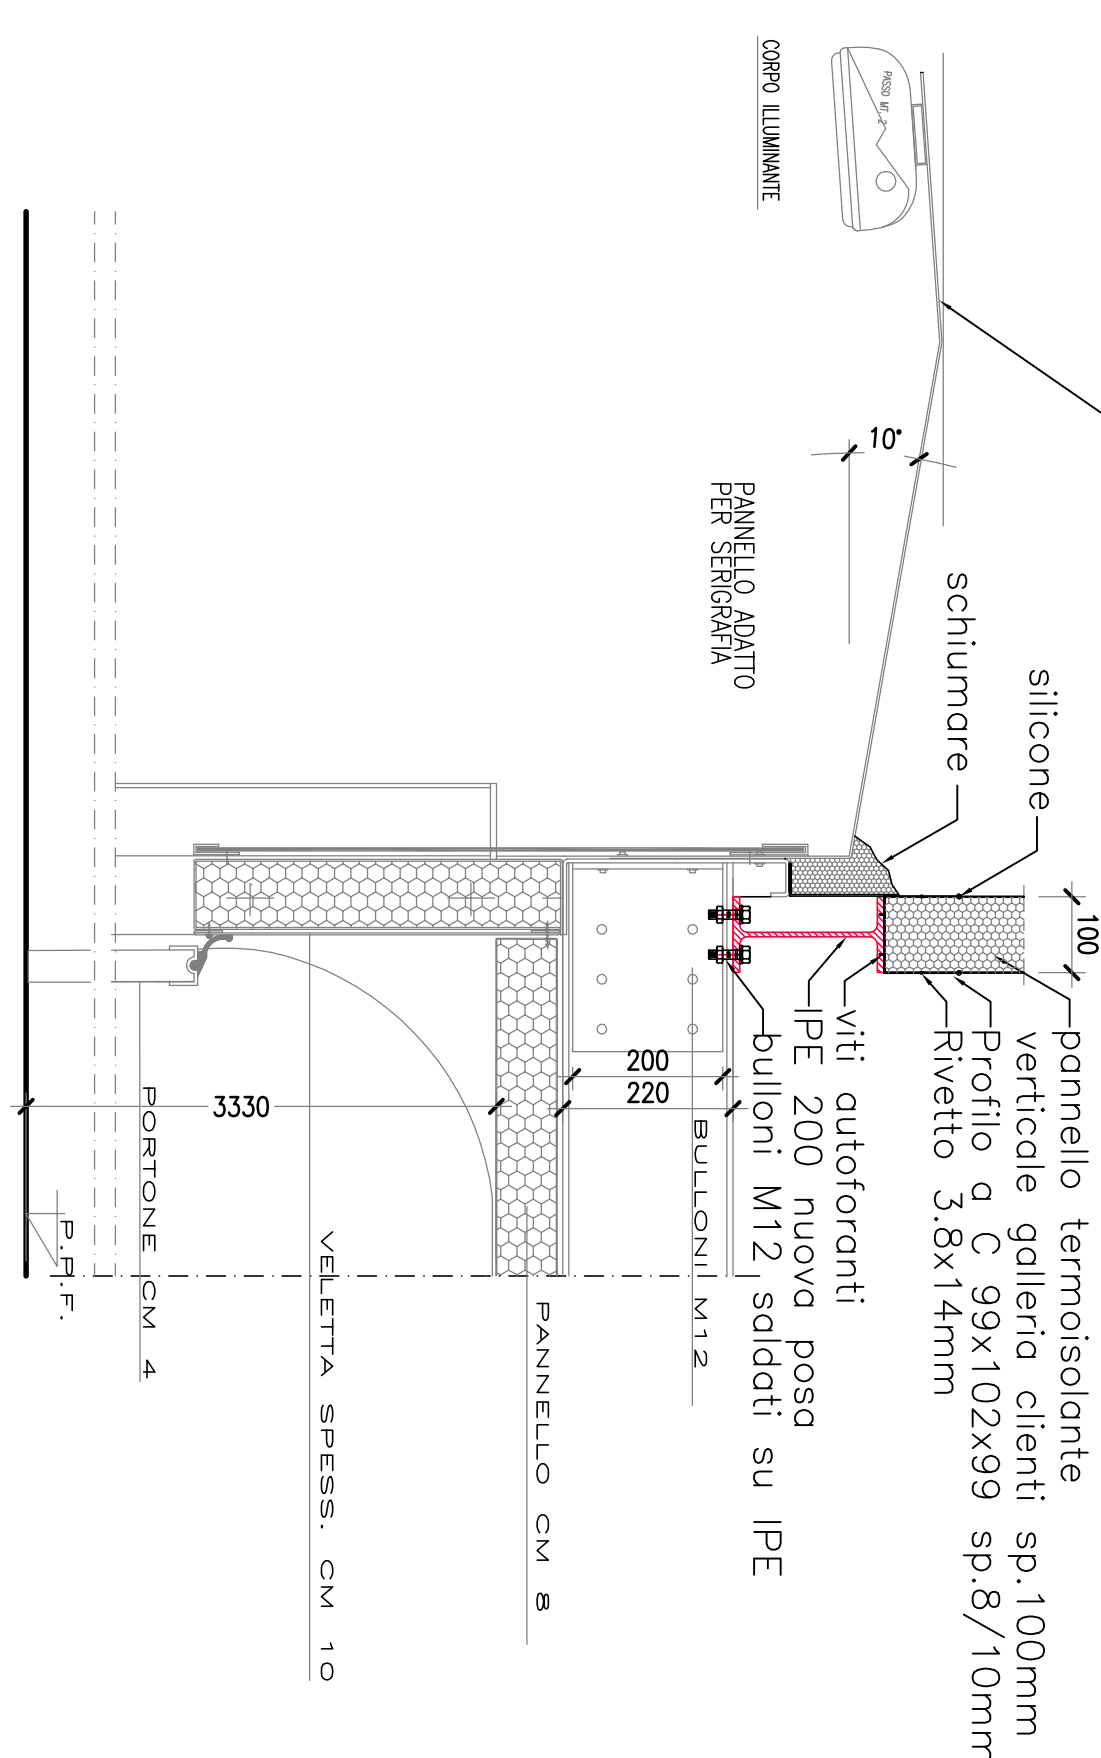 100
pannello termoisolante
verticale galleria clienti sp.100mm
Profilo a C 99x102x99 sp.8/10mm
Rivetto 3.8x14mm
silicone
schiumare
viti autoforanti
IPE 200 nuova posa
bulloni M12 saldati su IPE
10°
PASSO MT. 2
CORPO ILLUMINANTE
PANNELLO ADATTO
PER SERIGRAFIA
200
220
BULLONI M12
PANNELLO CM 8
3330
VELETTA SPESS. CM 10
PORTONE CM 4
P.P.F.